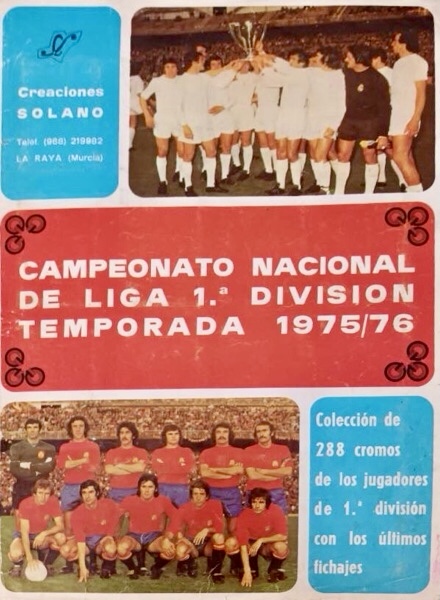 Creaciones
SOLANO
Teléf. (968) 219982
LA RAYA (Murcia)
CAMPEONATO NACIONAL
DE LIGA 1.ª DIVISION
TEMPORADA 1975/76
Colección de
288 cromos
de los jugadores
de 1.ª división
con los últimos
fichajes